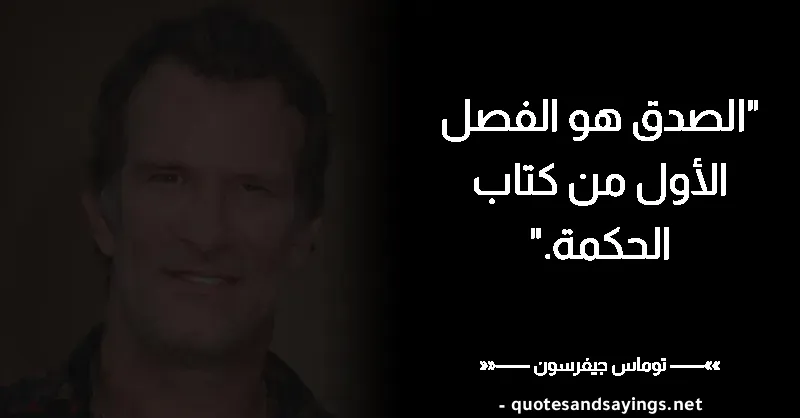 "الصدق هو الفصل
الأول من كتاب
الحكمة."
»»—— توماس جيفرسون ——««
- quotesandsayings.net